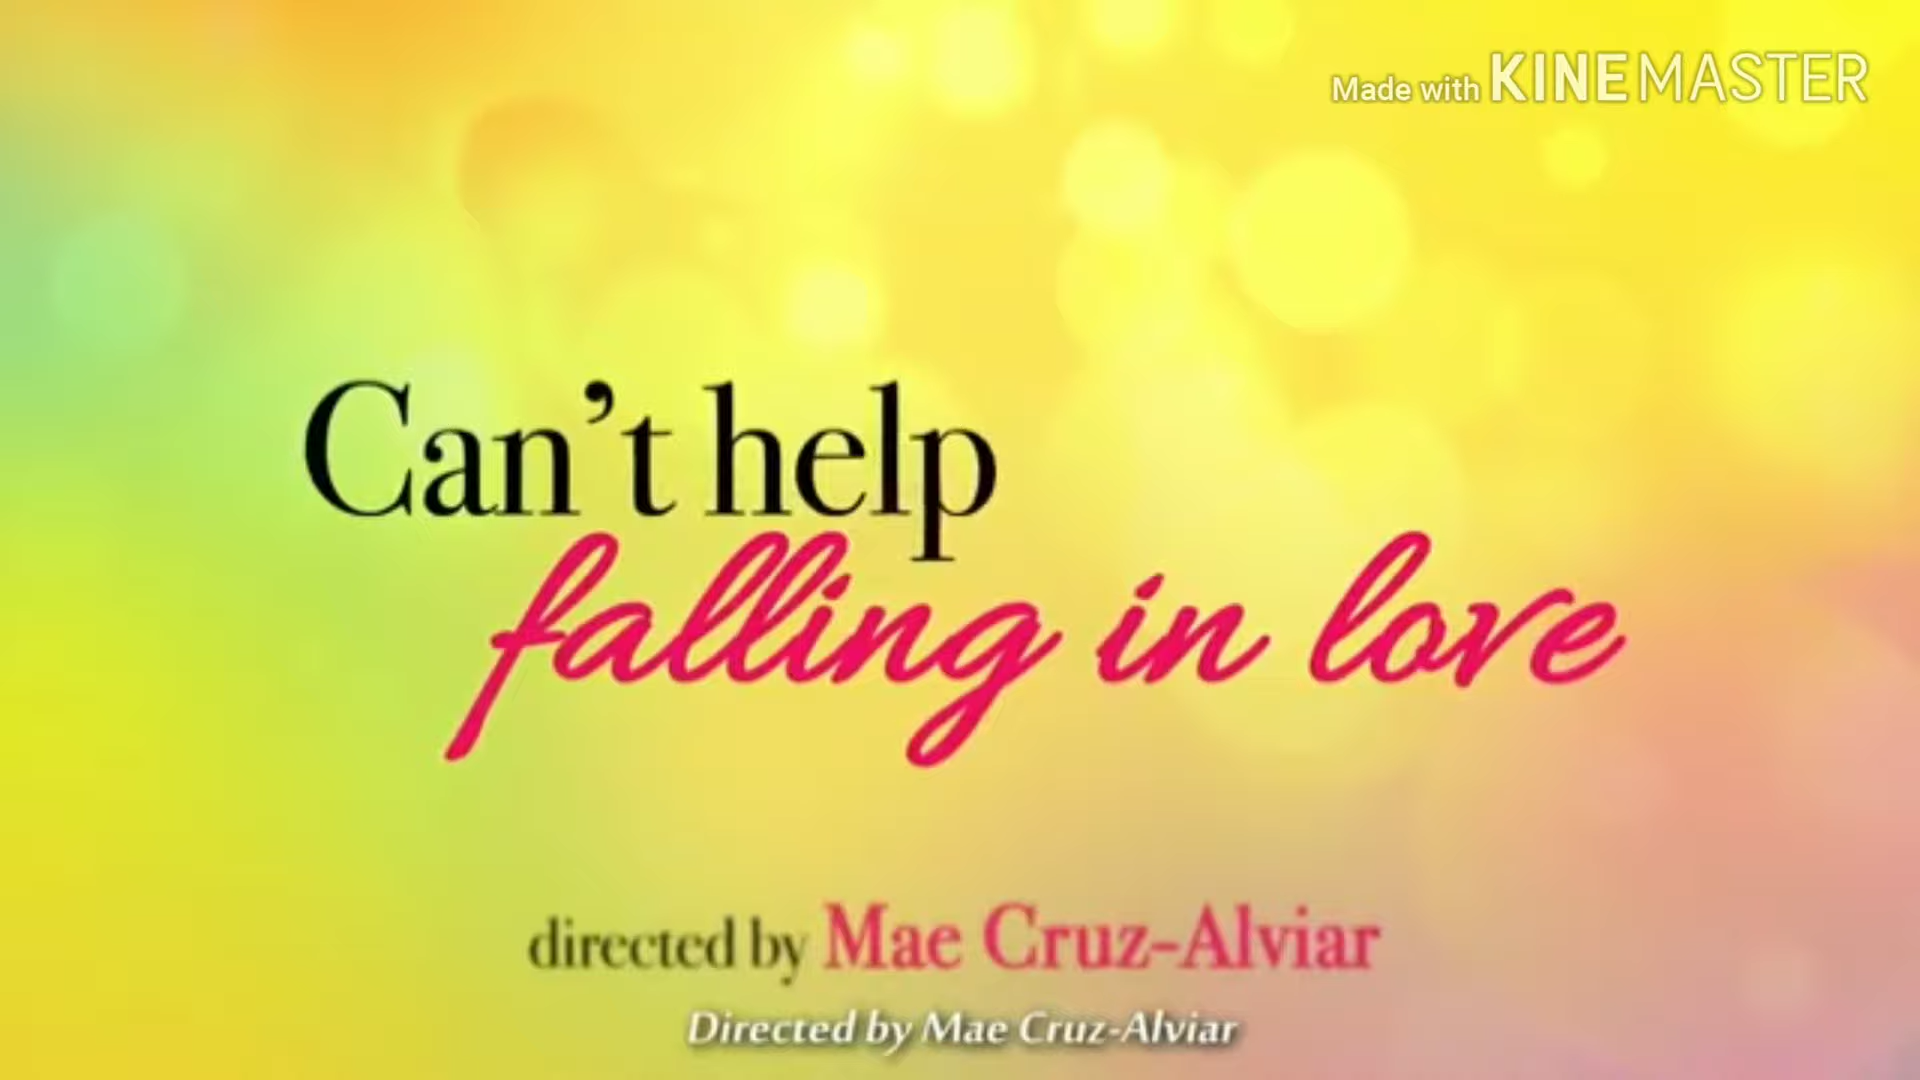 Made with KINEMASTER
Can't help
falling in love
directed by Mae Cruz-Alviar
Directed by Mae Cruz-Alviar